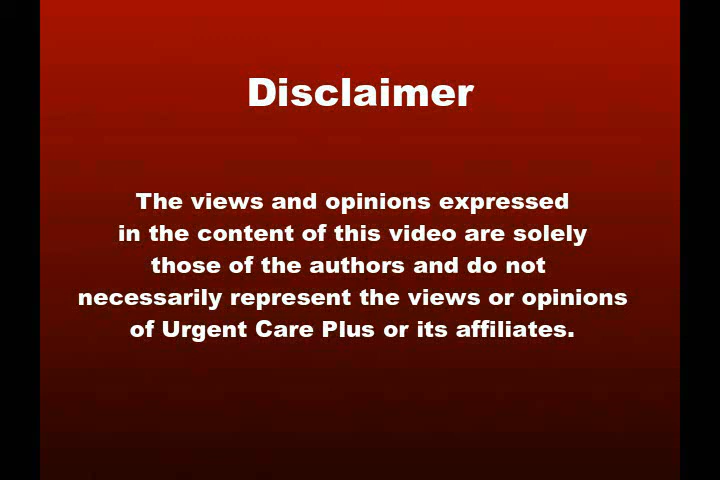 Disclaimer
The views and opinions expressed
in the content of this video are solely
those of the authors and do not
necessarily represent the views or opinions
of Urgent Care Plus or its affiliates.